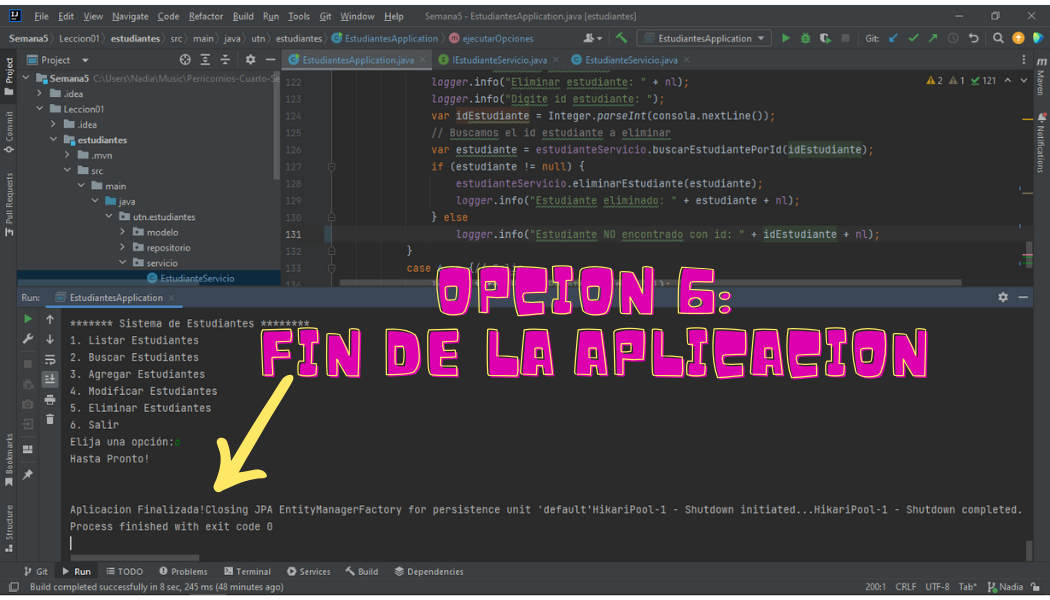 File Edit View Navigate Code Refactor Build Run Tools Git Window Help Semana5 - EstudiantesApplication.java [estudiantes]
Semana5 Leccion01 estudiantes src main java utn estudiantes EstudiantesApplication ejecutarOpciones EstudiantesApplication Git:
Project EstudiantesApplication.java IEstudianteServicio.java EstudianteServicio.java
Semana5 C:\Users\Nadia\Music\Perricornios-Cuarto-Se
.idea
Leccion01
.idea
estudiantes
.mvn
src
main
java
utn.estudiantes
modelo
repositorio
servicio
EstudianteServicio
122 logger.info("Eliminar estudiante: " + nl);
123 logger.info("Digite id estudiante: ");
124 var idEstudiante = Integer.parseInt(consola.nextLine());
125 // Buscamos el id estudiante a eliminar
126 var estudiante = estudianteServicio.buscarEstudiantePorId(idEstudiante);
127 if (estudiante != null) {
128 estudianteServicio.eliminarEstudiante(estudiante);
129 logger.info("Estudiante eliminado: " + estudiante + nl);
130 } else
131 logger.info("Estudiante NO encontrado con id: " + idEstudiante + nl);
132 }
133 case
2 1 121
Project
Commit
Pull Requests
Bookmarks
Structure
Maven
Notifications
OPCION 6:
FIN DE LA APLICACION
Run: EstudiantesApplication
******* Sistema de Estudiantes ********
1. Listar Estudiantes
2. Buscar Estudiantes
3. Agregar Estudiantes
4. Modificar Estudiantes
5. Eliminar Estudiantes
6. Salir
Elija una opción:6
Hasta Pronto!
Aplicacion Finalizada!Closing JPA EntityManagerFactory for persistence unit 'default'HikariPool-1 - Shutdown initiated...HikariPool-1 - Shutdown completed.
Process finished with exit code 0
Git Run TODO Problems Terminal Services Build Dependencies
Build completed successfully in 8 sec, 245 ms (48 minutes ago) 200:1 CRLF UTF-8 Tab* Nadia